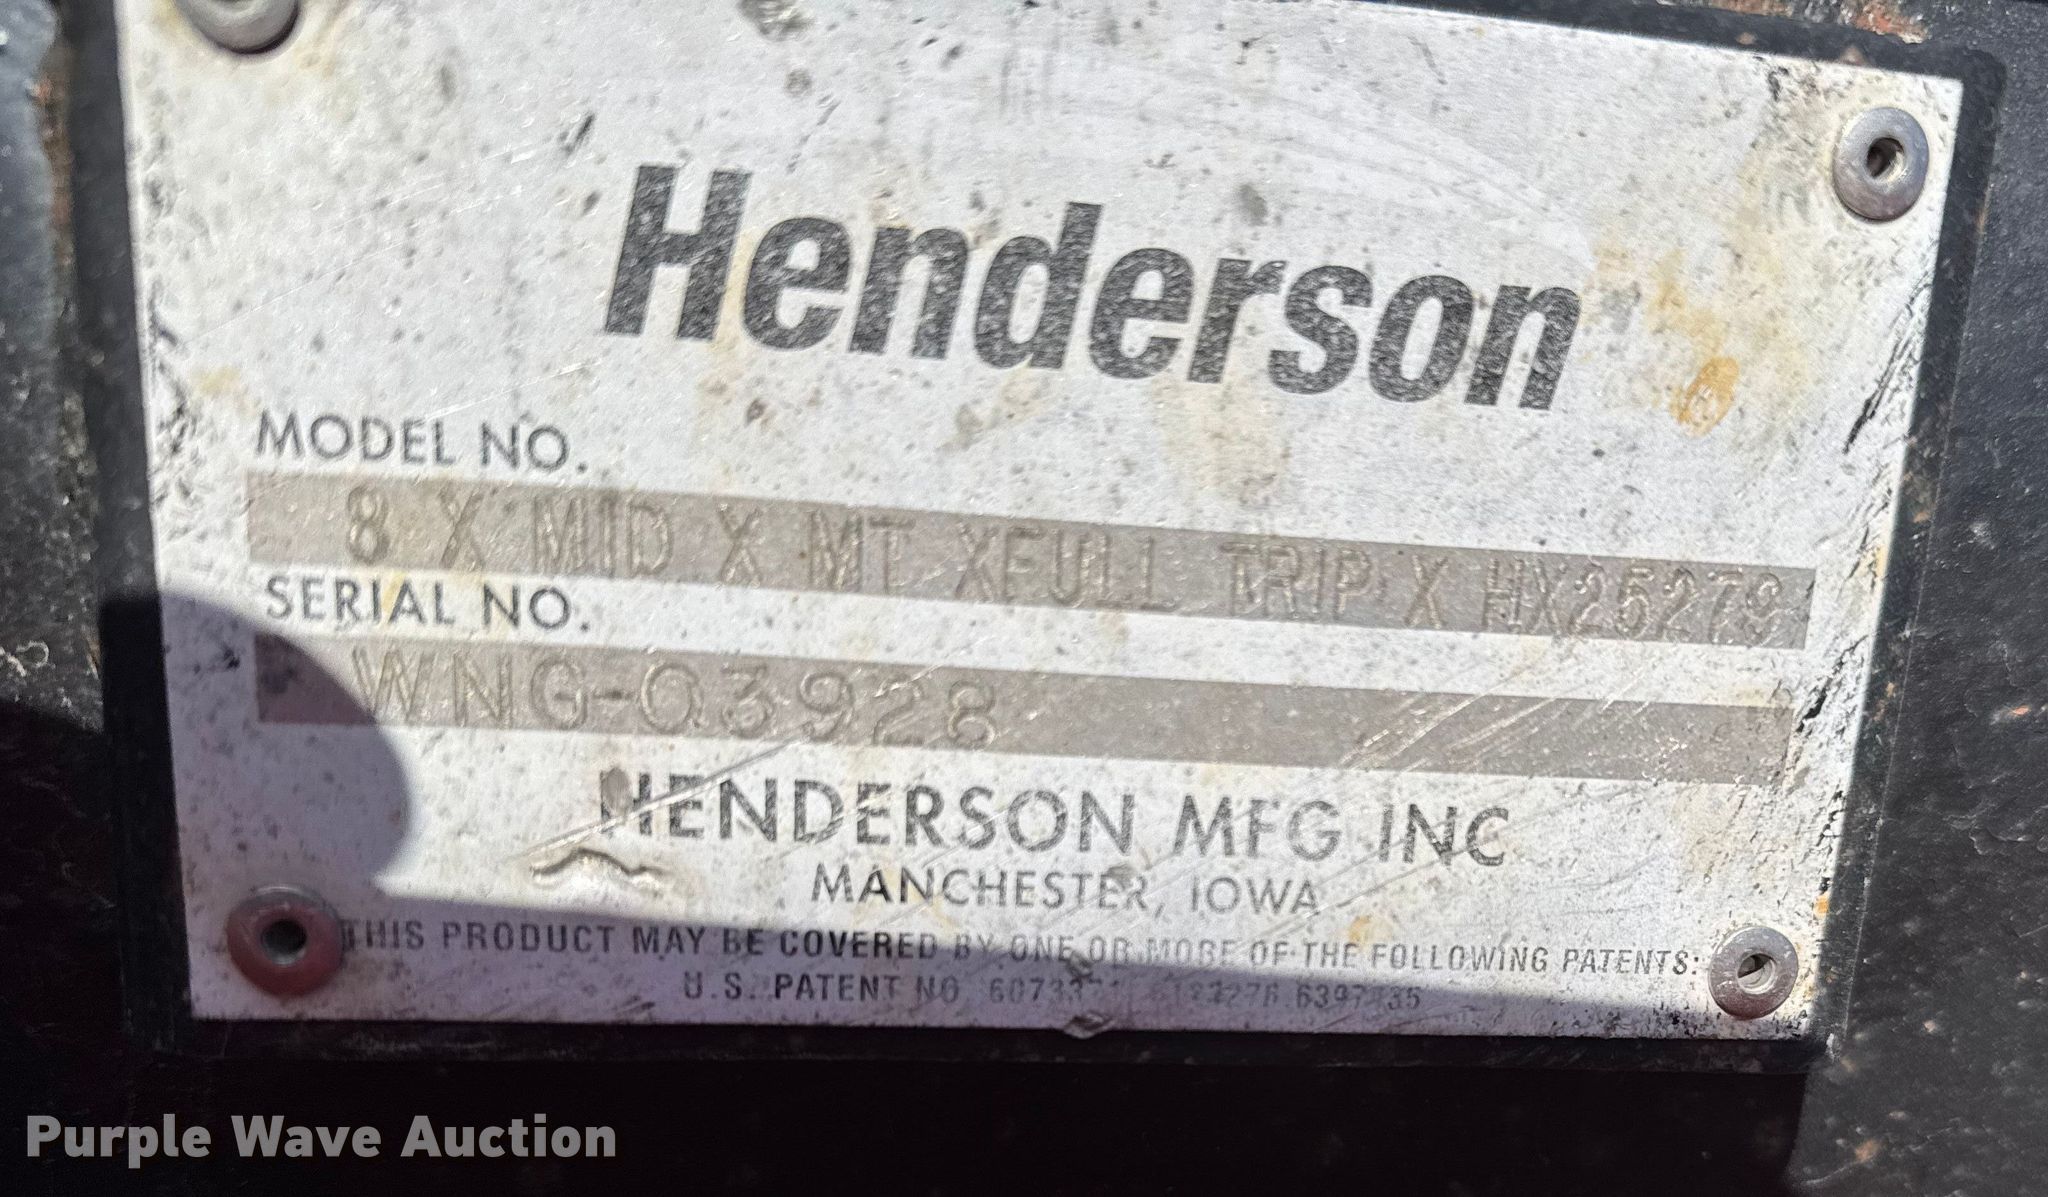 Henderson
MODEL NO.
8 X MID X MT XFULL TRIP X HX25279
SERIAL NO.
WNG-03928
HENDERSON MFG INC
MANCHESTER, IOWA
THIS PRODUCT MAY BE COVERED BY ONE OR MORE OF THE FOLLOWING PATENTS:
U.S. PATENT NO
Purple Wave Auction